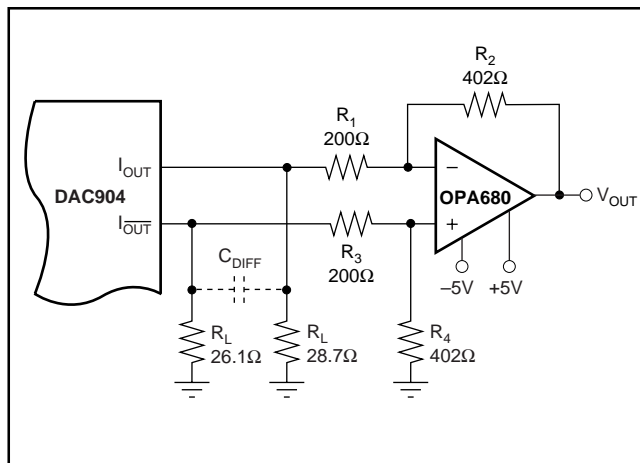 R2
402Ω
R1
200Ω
IOUT
DAC904
IOUT
−
OPA680
+
VOUT
R3
200Ω
CDIFF
–5V
+5V
RL
26.1Ω
RL
28.7Ω
R4
402Ω